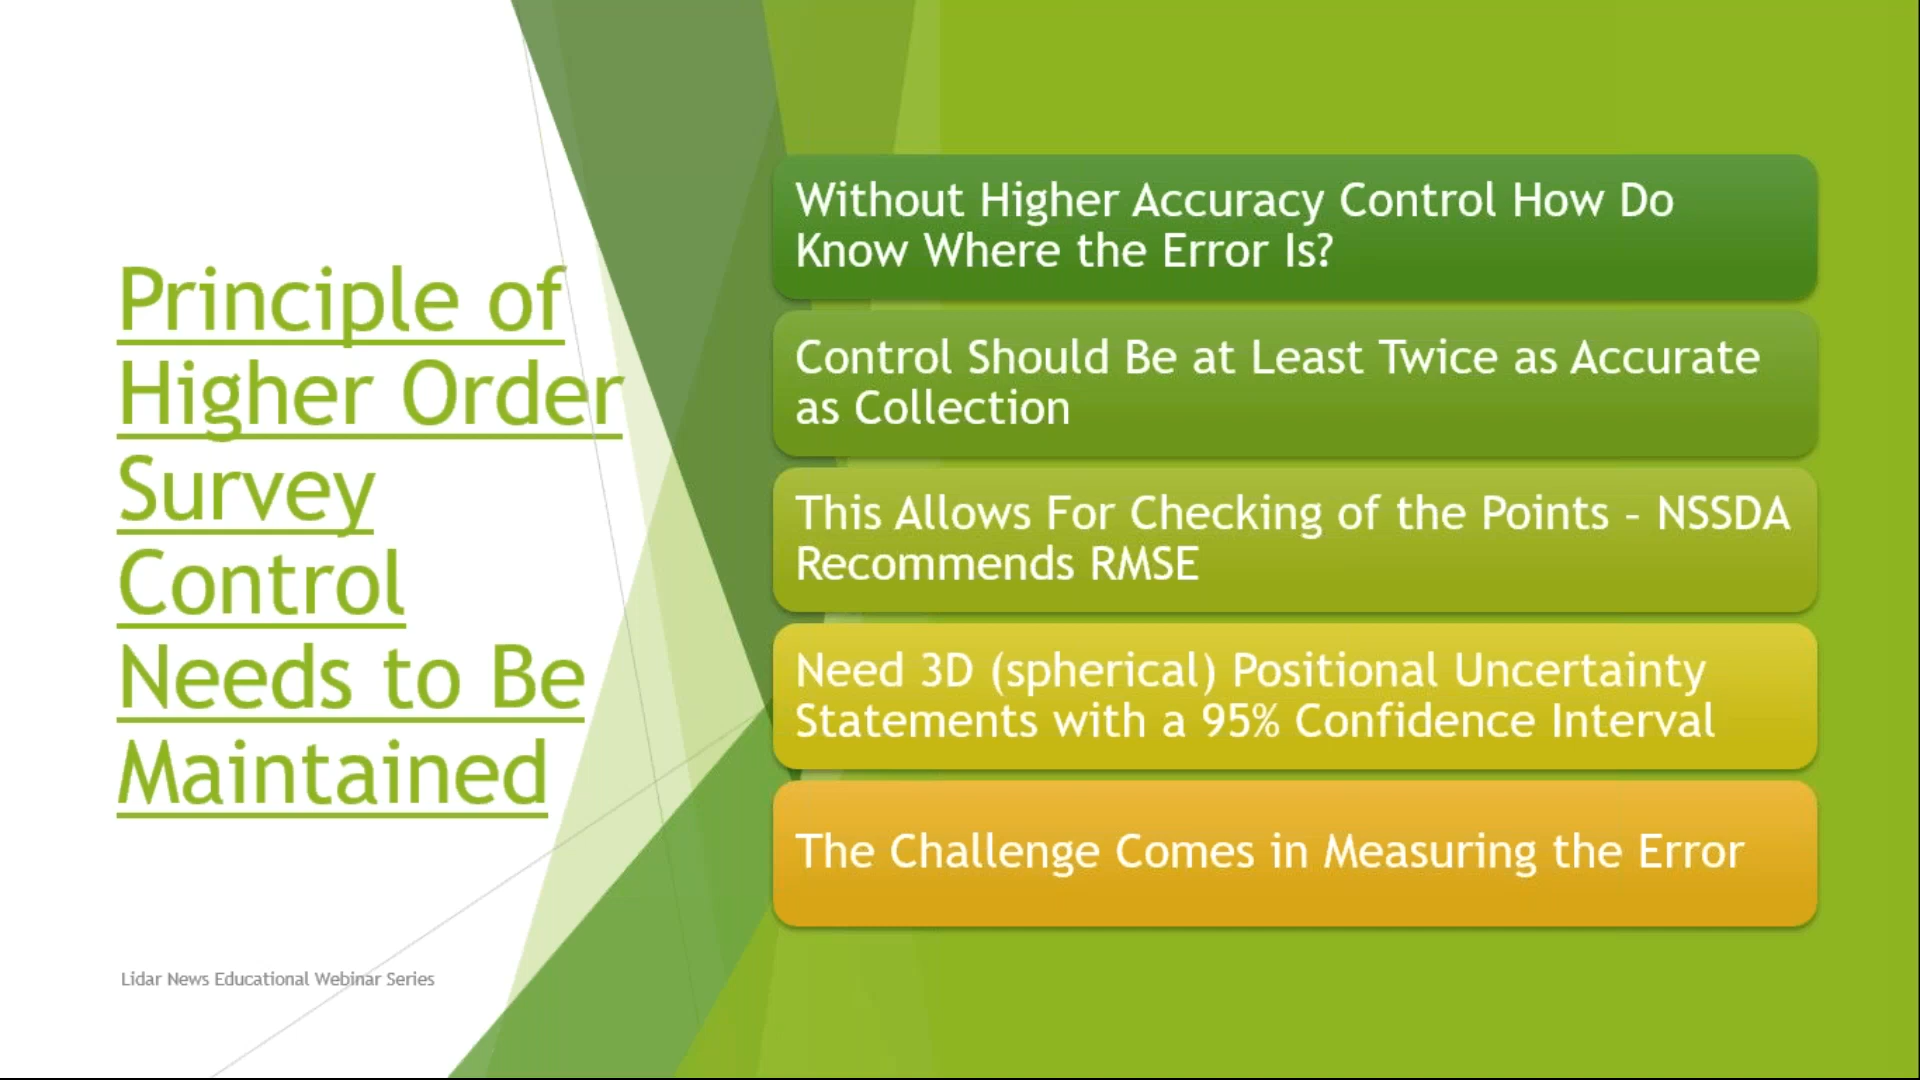 Principle of
Higher Order
Survey
Control
Needs to Be
Maintained
Without Higher Accuracy Control How Do
Know Where the Error Is?
Control Should Be at Least Twice as Accurate
as Collection
This Allows For Checking of the Points – NSSDA
Recommends RMSE
Need 3D (spherical) Positional Uncertainty
Statements with a 95% Confidence Interval
The Challenge Comes in Measuring the Error
Lidar News Educational Webinar Series